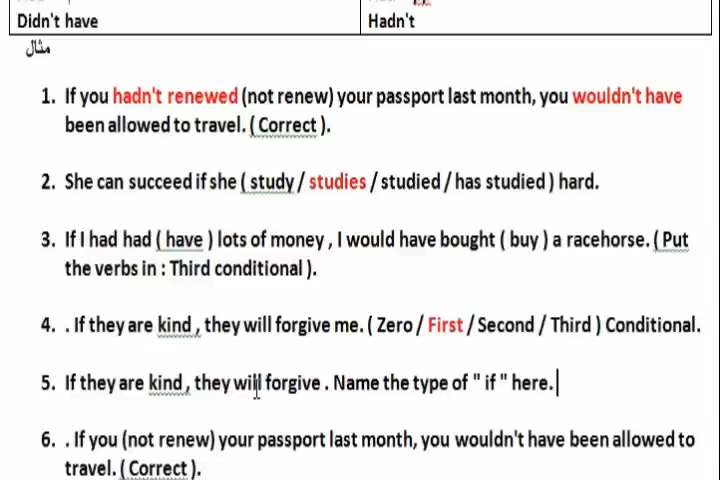 Didn't have
Hadn't
مثال
1. If you hadn't renewed (not renew) your passport last month, you wouldn't have
been allowed to travel. ( Correct ).
2. She can succeed if she ( study / studies / studied / has studied ) hard.
3. If I had had ( have ) lots of money , I would have bought ( buy ) a racehorse. ( Put
the verbs in : Third conditional ).
4. . If they are kind , they will forgive me. ( Zero / First / Second / Third ) Conditional.
5. If they are kind , they will forgive . Name the type of " if " here.
6. . If you (not renew) your passport last month, you wouldn't have been allowed to
travel. ( Correct ).